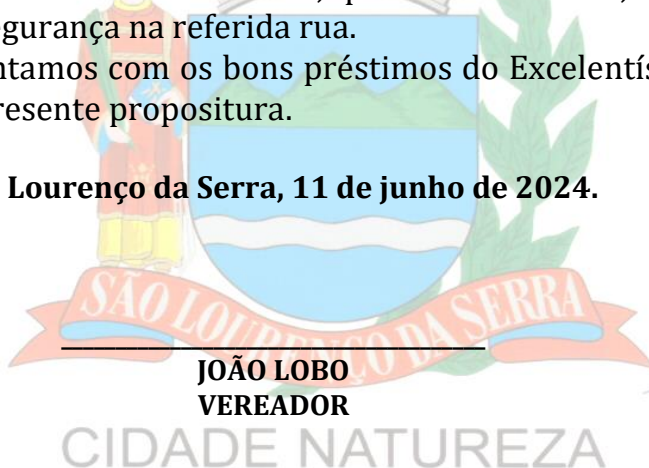 egurança na referida rua.
ntamos com os bons préstimos do Excelentís
resente propositura.
Lourenço da Serra, 11 de junho de 2024.
SÃO LOURENÇO DA SERRA
JOÃO LOBO
VEREADOR
CIDADE NATUREZA